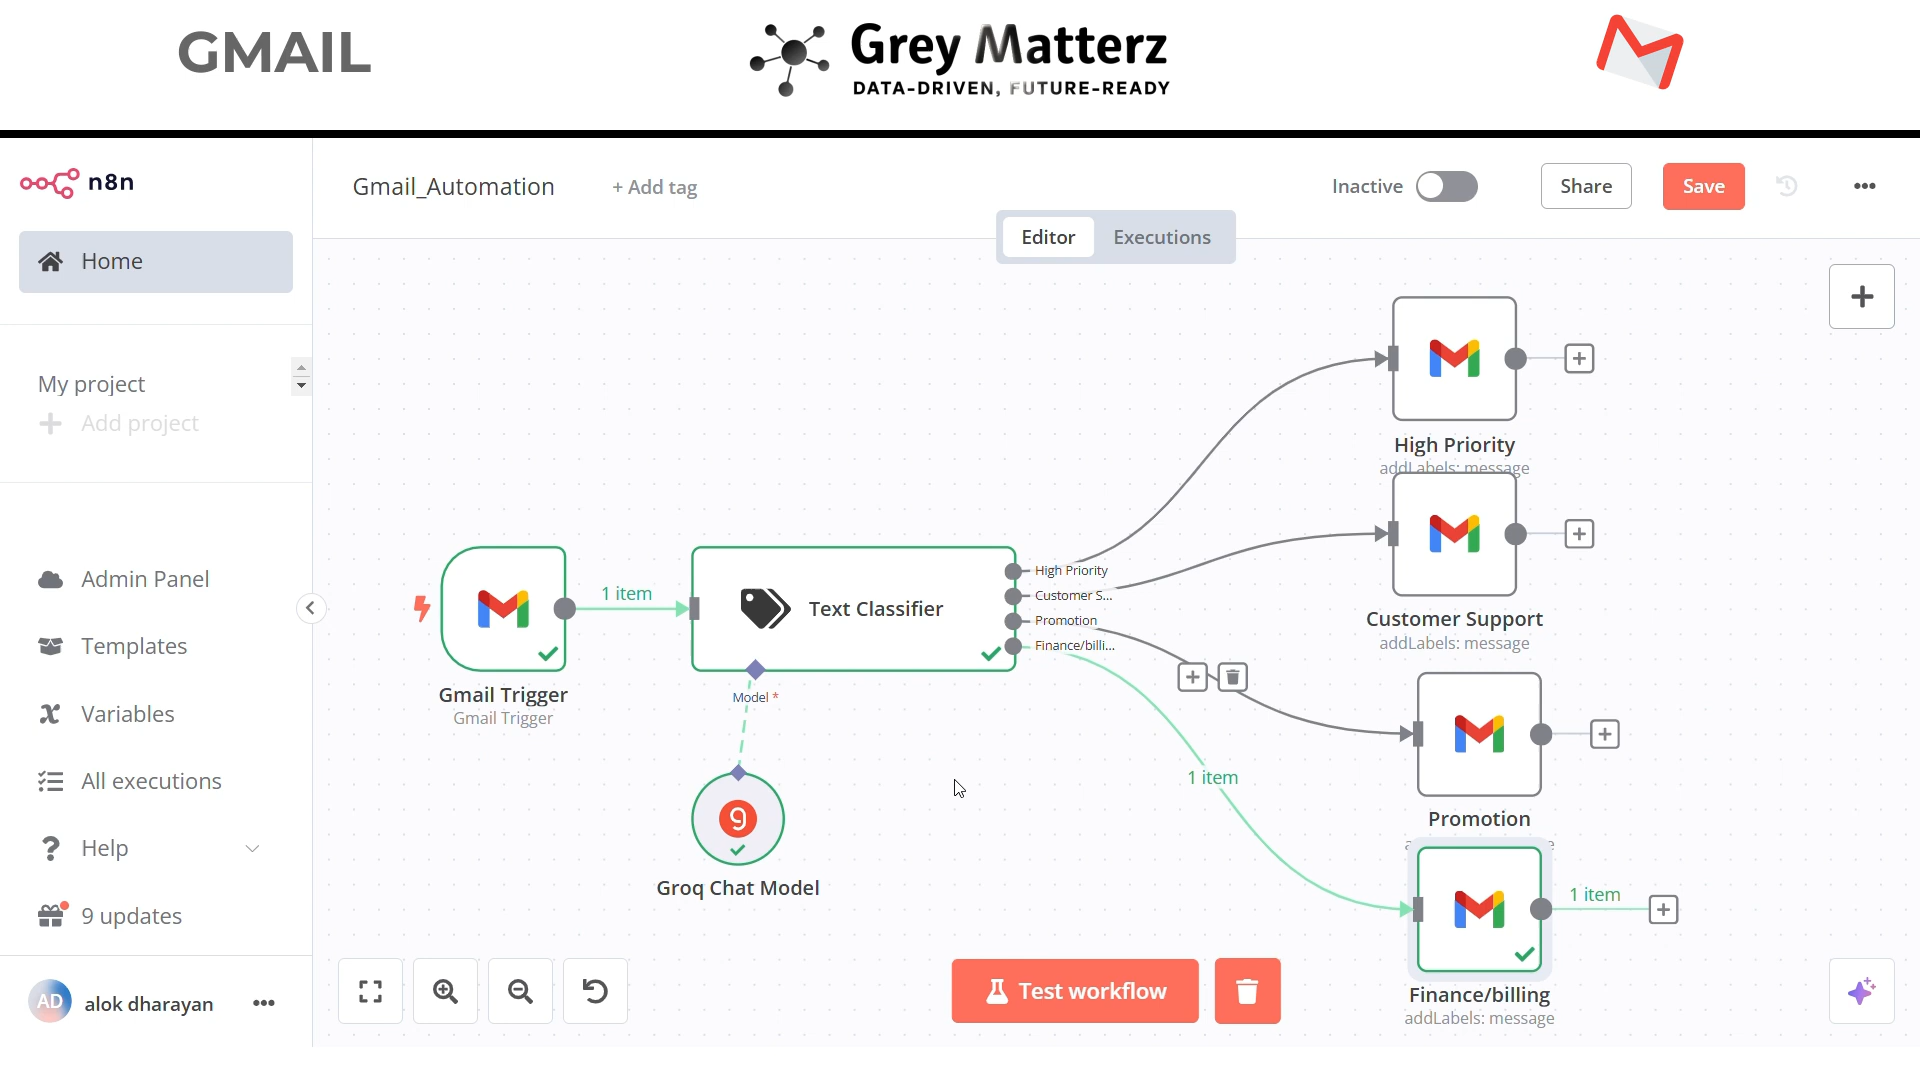 GMAIL
Grey Matterz
DATA-DRIVEN, FUTURE-READY
n8n
Gmail_Automation
+ Add tag
Inactive
Share
Save
Editor
Executions
Home
My project
Add project
Admin Panel
Templates
Variables
All executions
Help
9 updates
AD
alok dharayan
Gmail Trigger
Gmail Trigger
1 item
Text Classifier
High Priority
Customer S...
Promotion
Finance/billi...
Model *
Groq Chat Model
High Priority
addLabels: message
Customer Support
addLabels: message
Promotion
1 item
1 item
Finance/billing
addLabels: message
Test workflow